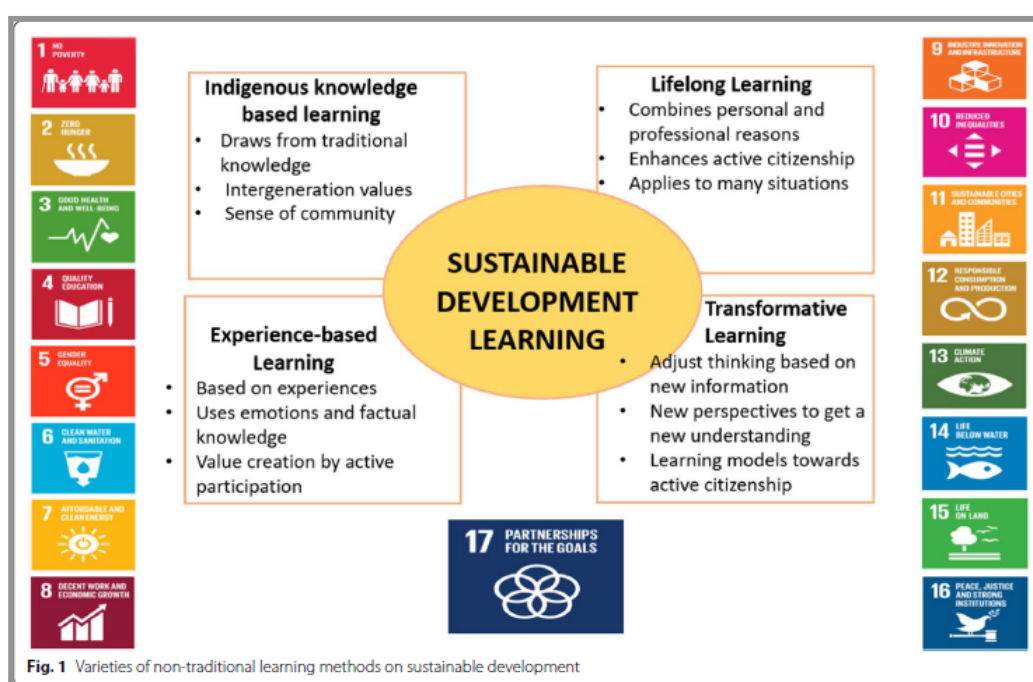 1 NO
POVERTY
2 ZERO
HUNGER
3 GOOD HEALTH
AND WELL-BEING
4 QUALITY
EDUCATION
5 GENDER
EQUALITY
6 CLEAN WATER
AND SANITATION
7 AFFORDABLE AND
CLEAN ENERGY
8 DECENT WORK AND
ECONOMIC GROWTH
Indigenous knowledge
based learning
• Draws from traditional
knowledge
• Intergeneration values
• Sense of community
Lifelong Learning
• Combines personal and
professional reasons
• Enhances active citizenship
• Applies to many situations
SUSTAINABLE
DEVELOPMENT
LEARNING
Experience-based
Learning
• Based on experiences
• Uses emotions and factual
knowledge
• Value creation by active
participation
Transformative
Learning
• Adjust thinking based on
new information
• New perspectives to get a
new understanding
• Learning models towards
active citizenship
17 PARTNERSHIPS
FOR THE GOALS
9 INDUSTRY, INNOVATION
AND INFRASTRUCTURE
10 REDUCED
INEQUALITIES
11 SUSTAINABLE CITIES
AND COMMUNITIES
12 RESPONSIBLE
CONSUMPTION
AND PRODUCTION
13 CLIMATE
ACTION
14 LIFE
BELOW WATER
15 LIFE
ON LAND
16 PEACE, JUSTICE
AND STRONG
INSTITUTIONS
Fig. 1 Varieties of non-traditional learning methods on sustainable development